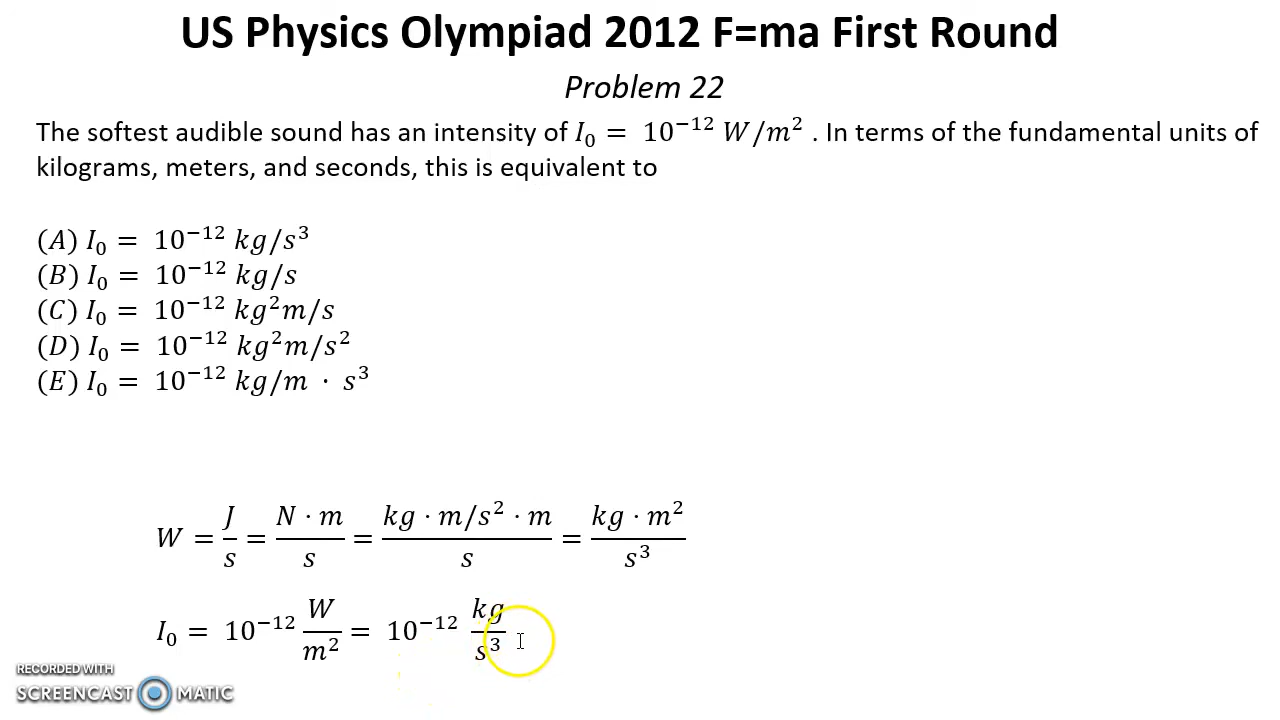 US Physics Olympiad 2012 F=ma First Round
Problem 22
The softest audible sound has an intensity of I₀ = 10⁻¹² W/m² . In terms of the fundamental units of
kilograms, meters, and seconds, this is equivalent to
(A) I₀ = 10⁻¹² kg/s³
(B) I₀ = 10⁻¹² kg/s
(C) I₀ = 10⁻¹² kg²m/s
(D) I₀ = 10⁻¹² kg²m/s²
(E) I₀ = 10⁻¹² kg/m · s³
W = J/s = N · m/s = kg · m/s² · m/s = kg · m²/s³
I₀ = 10⁻¹² W/m² = 10⁻¹² kg/s³
RECORDED WITH
SCREENCAST MATIC